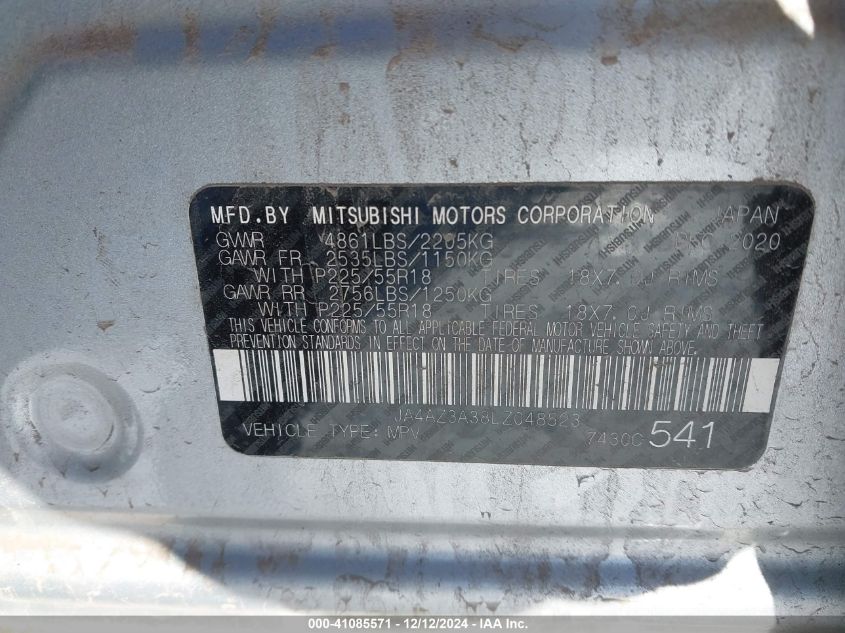 MFD.BY MITSUBISHI MOTORS CORPORATION JAPAN
GVWR 4861LBS/2205KG 2020
GAWR FR 2535LBS/1150KG
WITH P225/55R18 TIRES 18X7.0J RIMS
GAWR RR 2756LBS/1250KG
WITH P225/55R18 TIRES 18X7.0J RIMS
THIS VEHICLE CONFORMS TO ALL APPLICABLE FEDERAL MOTOR VEHICLE SAFETY AND THEFT
PREVENTION STANDARDS IN EFFECT ON THE DATE OF MANUFACTURE SHOWN ABOVE.
JA4AZ3A38LZ048523
VEHICLE TYPE: MPV 7430C 541
000-41085571 - 12/12/2024 - © IAA Inc.